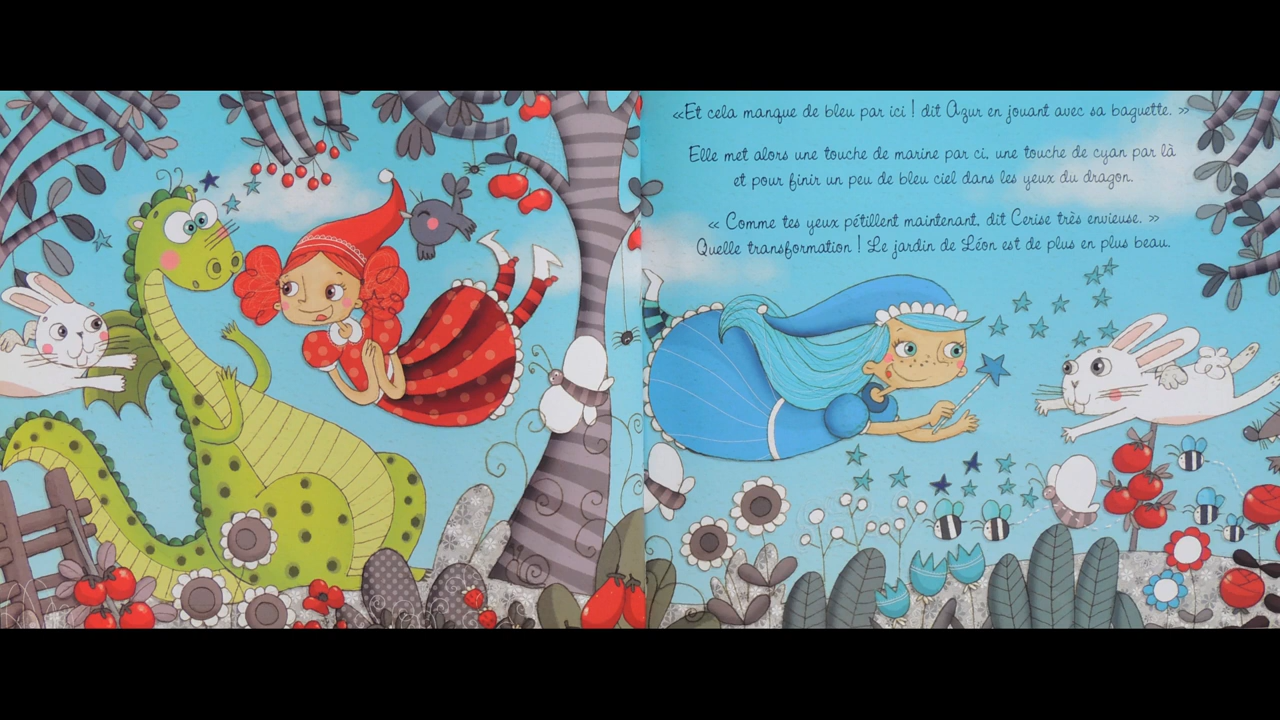 «Et cela manque de bleu par ici ! dit Azur en jouant avec sa baguette. »
Elle met alors une touche de marine par ci, une touche de cyan par là
et pour finir un peu de bleu ciel dans les yeux du dragon.
« Comme tes yeux pétillent maintenant, dit Cerise très envieuse. »
Quelle transformation ! Le jardin de Léon est de plus en plus beau.